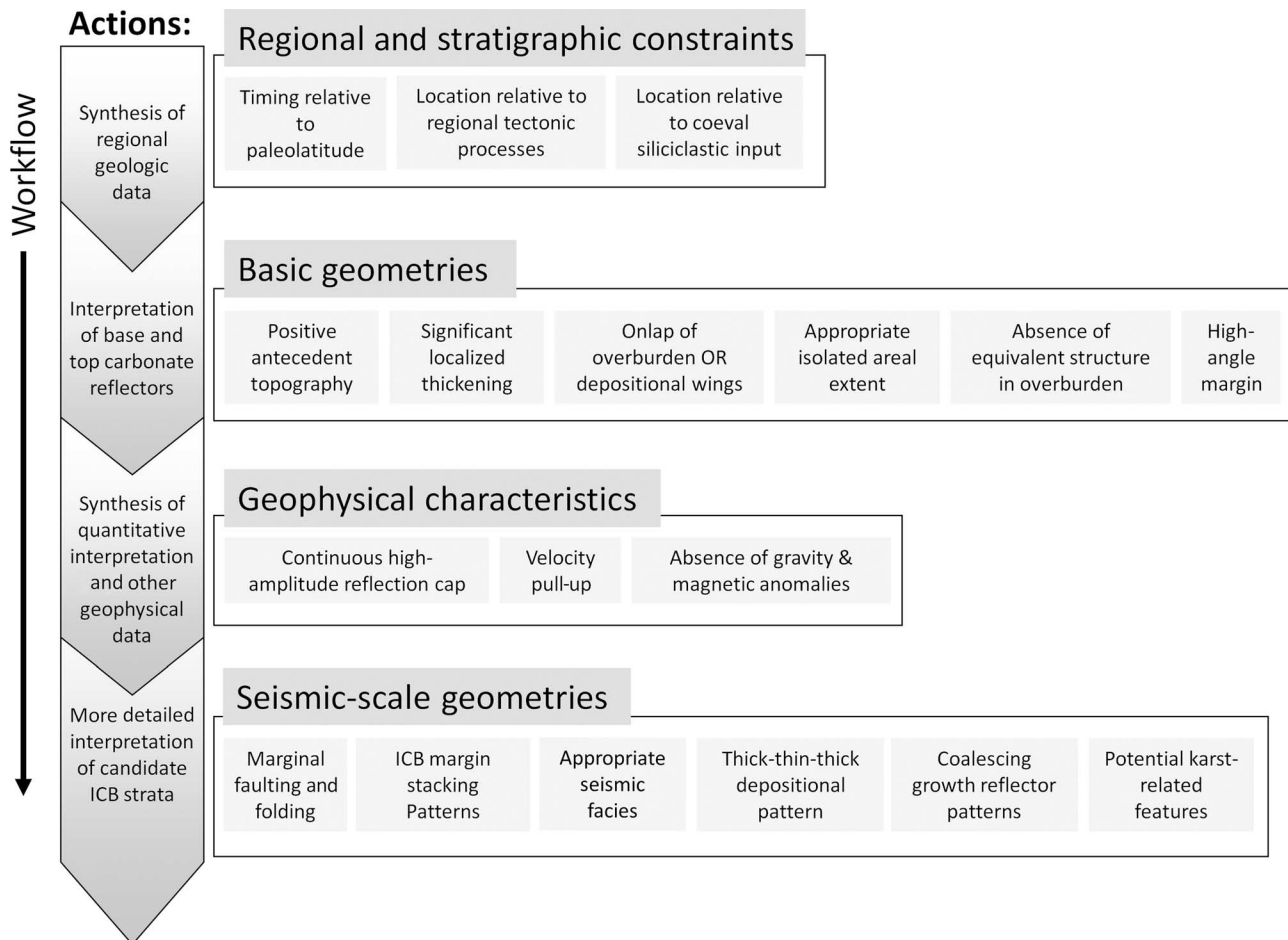 Actions:
Workflow
Synthesis of
regional
geologic
data
Regional and stratigraphic constraints
Timing relative
to
paleolatitude
Location relative to
regional tectonic
processes
Location relative
to coeval
siliciclastic input
Interpretation
of base and
top carbonate
reflectors
Basic geometries
Positive
antecedent
topography
Significant
localized
thickening
Onlap of
overburden OR
depositional wings
Appropriate
isolated areal
extent
Absence of
equivalent structure
in overburden
High-
angle
margin
Synthesis of
quantitative
interpretation
and other
geophysical
data
Geophysical characteristics
Continuous high-
amplitude reflection cap
Velocity
pull-up
Absence of gravity &
magnetic anomalies
More detailed
interpretation
of candidate
ICB strata
Seismic-scale geometries
Marginal
faulting and
folding
ICB margin
stacking
Patterns
Appropriate
seismic
facies
Thick-thin-thick
depositional
pattern
Coalescing
growth reflector
patterns
Potential karst-
related
features